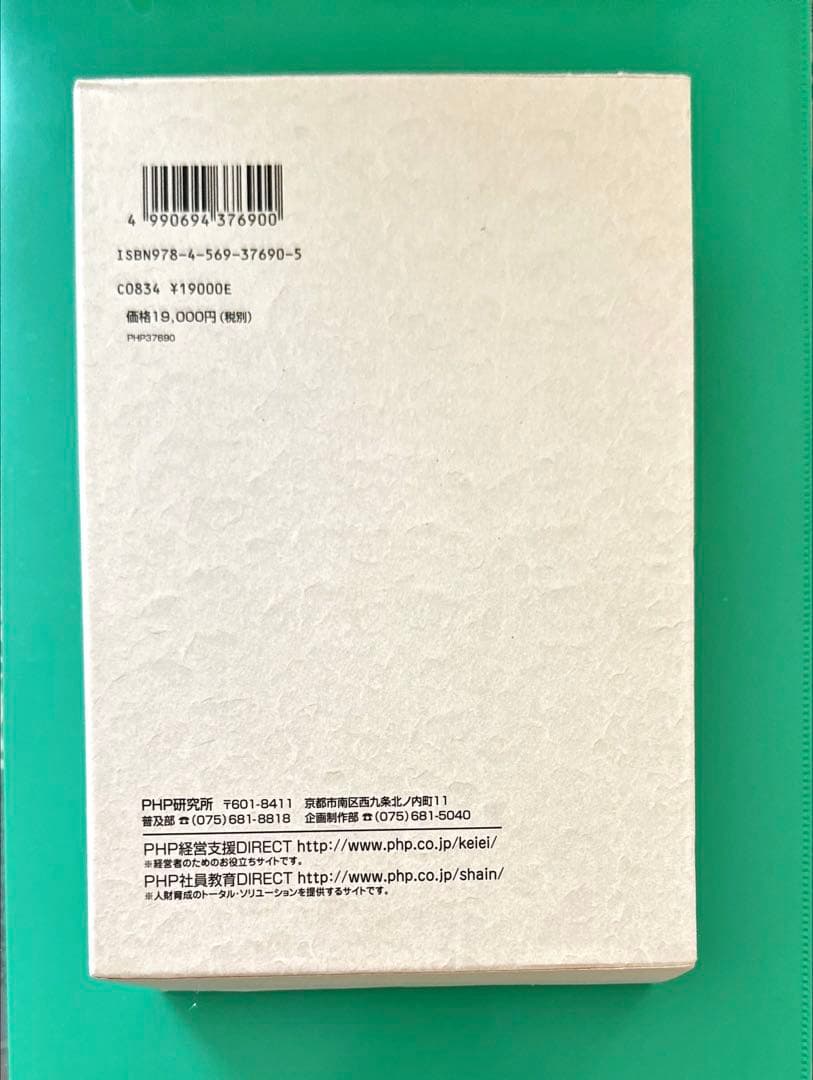 4 990694 376900
ISBN978-4-569-37690-5
C0834 ¥19000E
価格19,000円(税別)
PHP37690
PHP研究所 〒601-8411 京都市南区西九条北ノ内町11
普及部☎(075)681-8818 企画制作部☎(075)681-5040
PHP経営支援DIRECT http://www.php.co.jp/keiei/
※経営者のためのお役立ちサイトです。
PHP社員教育DIRECT http://www.php.co.jp/shain/
※人財育成のトータル・ソリューションを提供するサイトです。